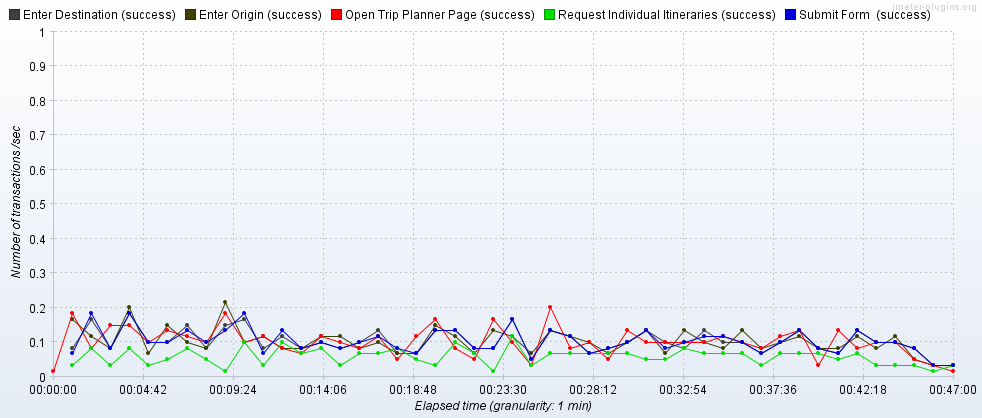 jmeter-plugins.org
Enter Destination (success) Enter Origin (success) Open Trip Planner Page (success) Request Individual Itineraries (success) Submit Form (success)
1
0.9
0.8
0.7
0.6
0.5
0.4
0.3
0.2
0.1
0
Number of transactions /sec
00:00:00 00:04:42 00:09:24 00:14:06 00:18:48 00:23:30 00:28:12 00:32:54 00:37:36 00:42:18 00:47:00
Elapsed time (granularity: 1 min)